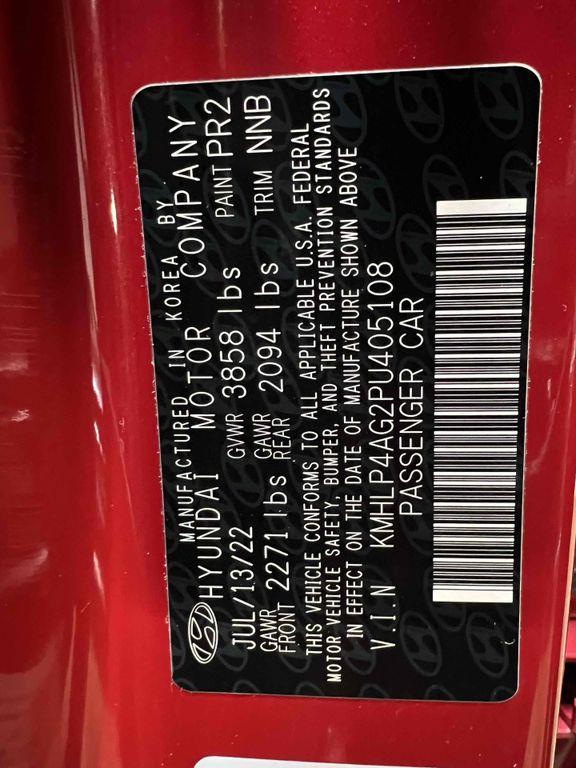 MANUFACTURED IN KOREA BY
HYUNDAI MOTOR COMPANY
JUL/13/22 GVWR 3858 lbs PAINT PR2
GAWR FRONT 2271 lbs GAWR REAR 2094 lbs TRIM NNB
THIS VEHICLE CONFORMS TO ALL APPLICABLE U.S.A. FEDERAL
MOTOR VEHICLE SAFETY, BUMPER, AND THEFT PREVENTION STANDARDS
IN EFFECT ON THE DATE OF MANUFACTURE SHOWN ABOVE
V.I.N KMHLP4AG2PU405108
PASSENGER CAR